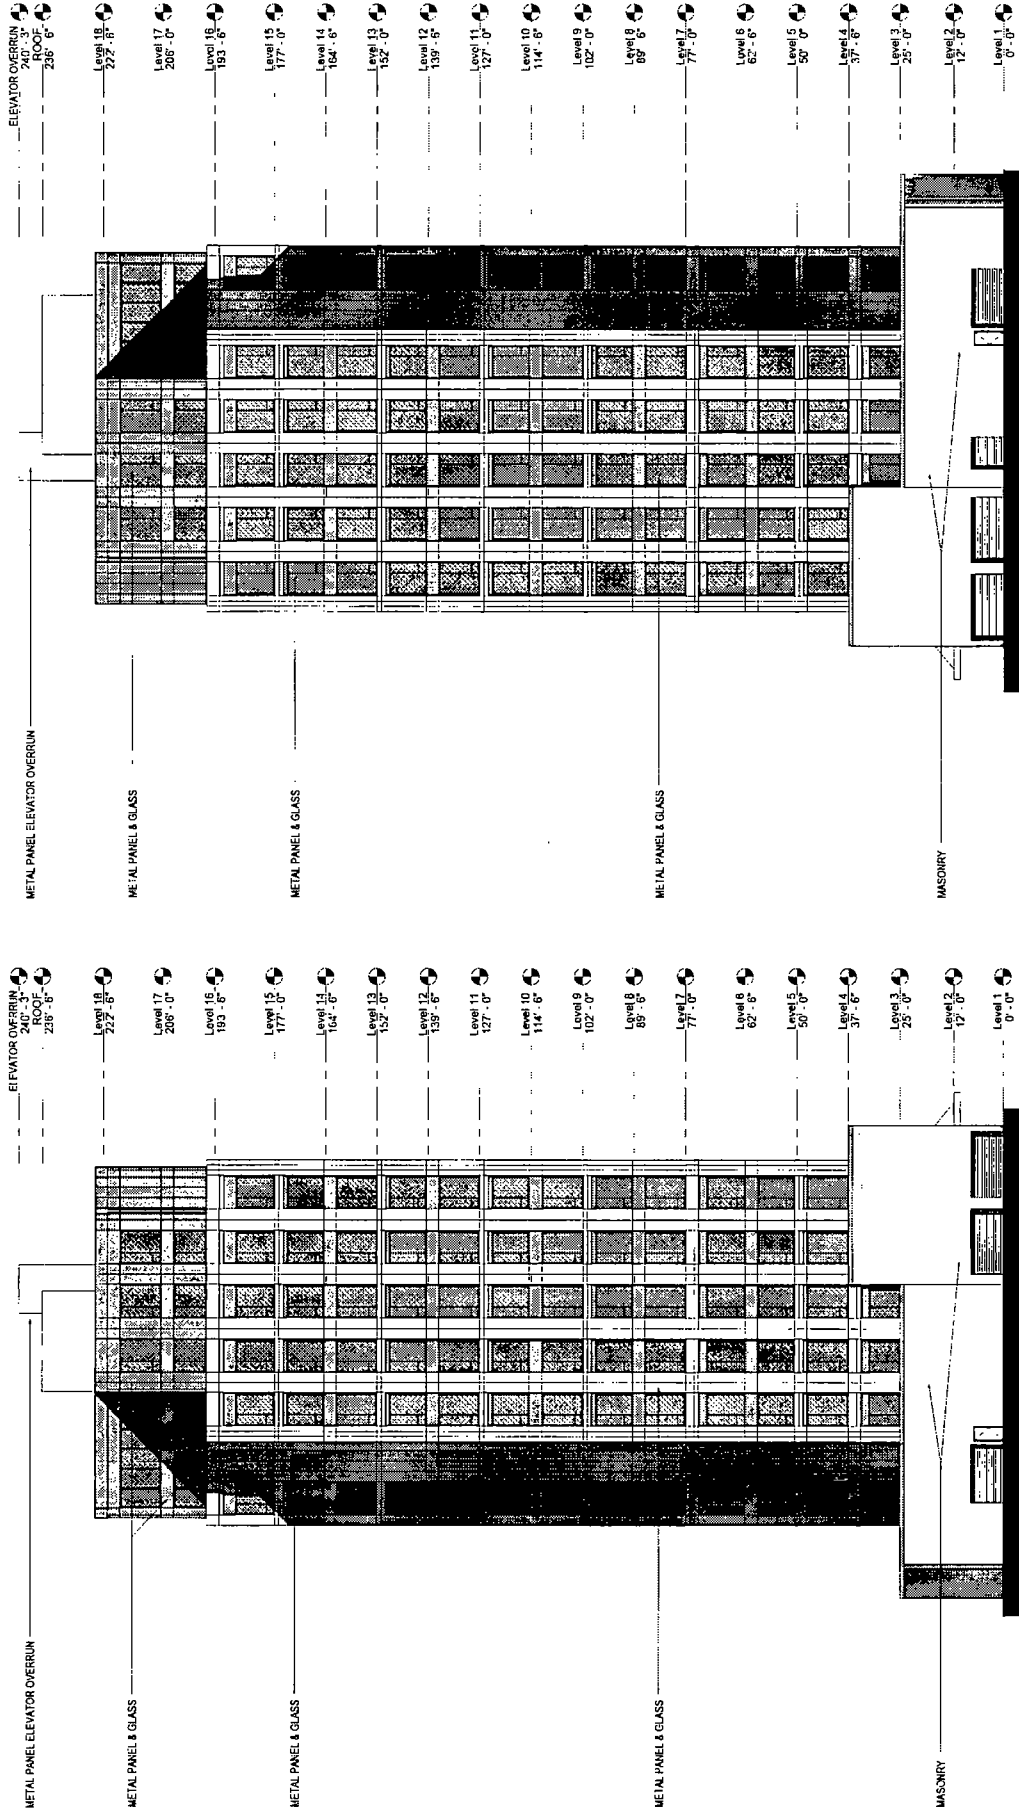 ELEVATOR OVERRUN
240' - 3"
ROOF
236' - 6"
Level 18
222' - 6"
Level 17
206' - 0"
Level 16
193 - 6"
Level 15
177' - 0"
Level 14
164' - 6"
Level 13
152' - 0"
Level 12
139' - 6"
Level 11
127' - 0"
Level 10
114' - 6"
Level 9
102' - 0"
Level 8
89' - 6"
Level 7
77' - 0"
Level 6
62' - 6"
Level 5
50' - 0"
Level 4
37' - 6"
Level 3
25' - 0"
Level 2
12' - 0"
Level 1
0' - 0"
METAL PANEL ELEVATOR OVERRUN
METAL PANEL & GLASS
METAL PANEL & GLASS
METAL PANEL & GLASS
MASONRY
ELEVATOR OVERRUN
240' - 3"
ROOF
236' - 6"
Level 18
222' - 6"
Level 17
206' - 0"
Level 16
193 - 6"
Level 15
177' - 0"
Level 14
164' - 6"
Level 13
152' - 0"
Level 12
139' - 6"
Level 11
127' - 0"
Level 10
114' - 6"
Level 9
102' - 0"
Level 8
89' - 6"
Level 7
77' - 0"
Level 6
62' - 6"
Level 5
50' - 0"
Level 4
37' - 6"
Level 3
25' - 0"
Level 2
12' - 0"
Level 1
0' - 0"
METAL PANEL ELEVATOR OVERRUN
METAL PANEL & GLASS
METAL PANEL & GLASS
METAL PANEL & GLASS
MASONRY